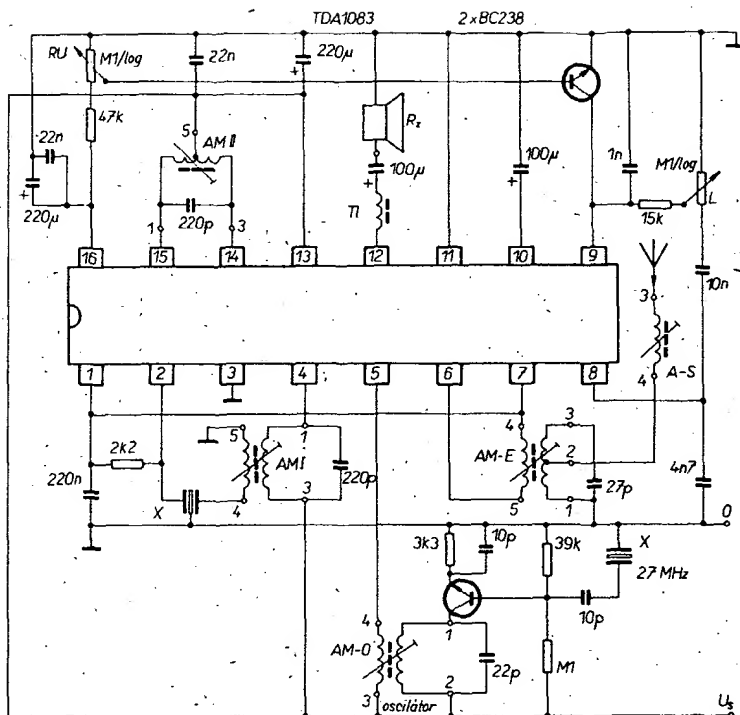 TDA1083
2xBC238
RU
M1/log
22n
220µ
+
47k
22n
+
220µ
5
AM II
220p
1
3
Rz
100µ
+
Tl
100µ
+
1n
M1/log
L
15k
10n
16
15
14
13
12
11
10
9
3
4
A-S
1
2
3
4
5
6
7
8
2k2
220n
X
5
4
AM I
1
3
220p
4
5
AM-E
3
2
1
27p
4n7
0
3k3
10p
39k
X
27 MHz
10p
4
3
AM-O
1
2
22p
M1
oscilátor
Us